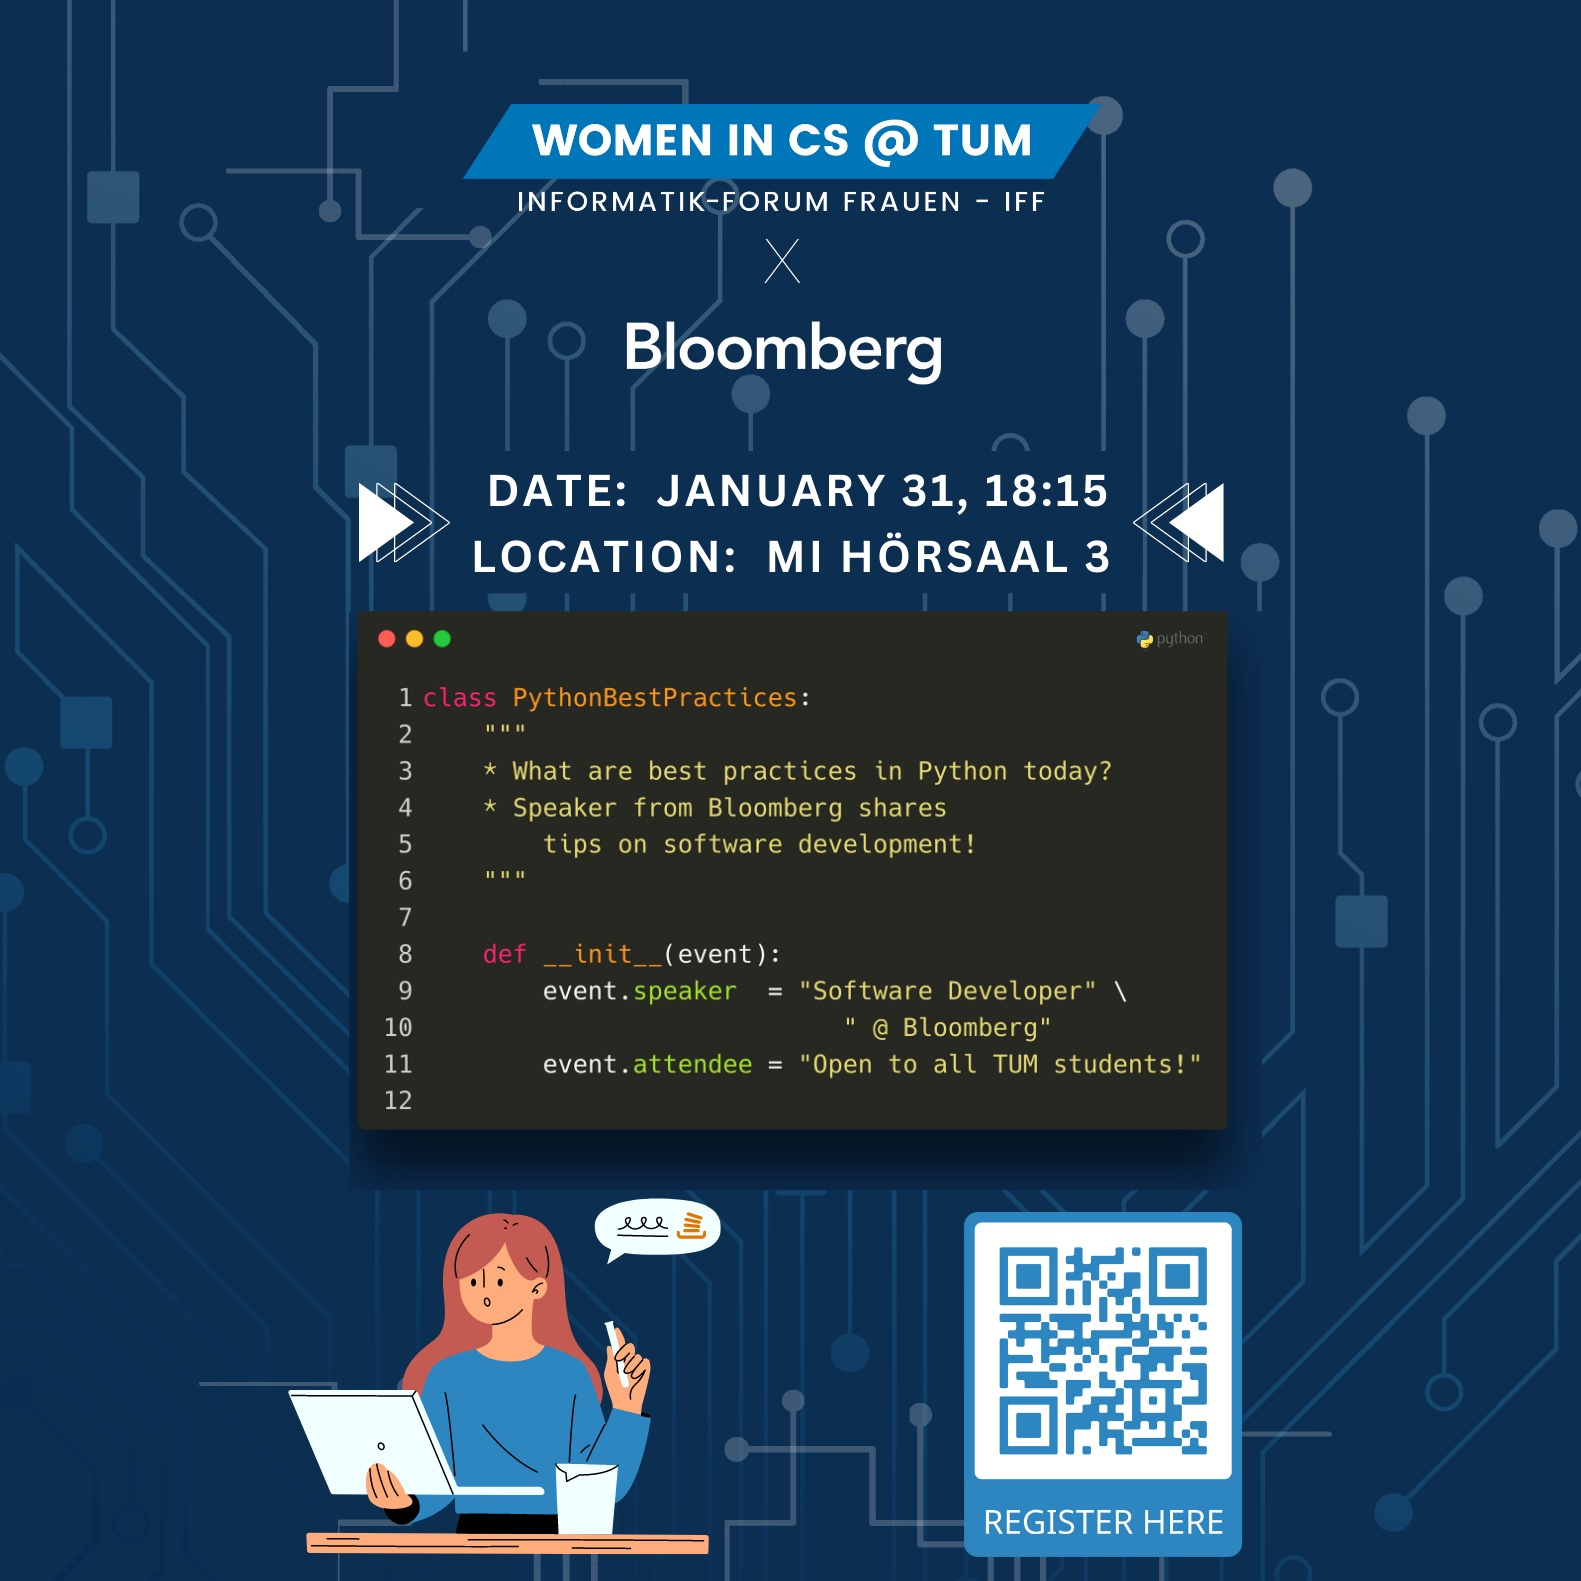 WOMEN IN CS @ TUM
INFORMATIK-FORUM FRAUEN - IFF
X
Bloomberg
DATE: JANUARY 31, 18:15
LOCATION: MI HÖRSAAL 3
python
1 class PythonBestPractices:
2     """
3     * What are best practices in Python today?
4     * Speaker from Bloomberg shares
5         tips on software development!
6     """
7
8     def __init__(event):
9         event.speaker  = "Software Developer" \
10                             " @ Bloomberg"
11         event.attendee = "Open to all TUM students!"
12
REGISTER HERE